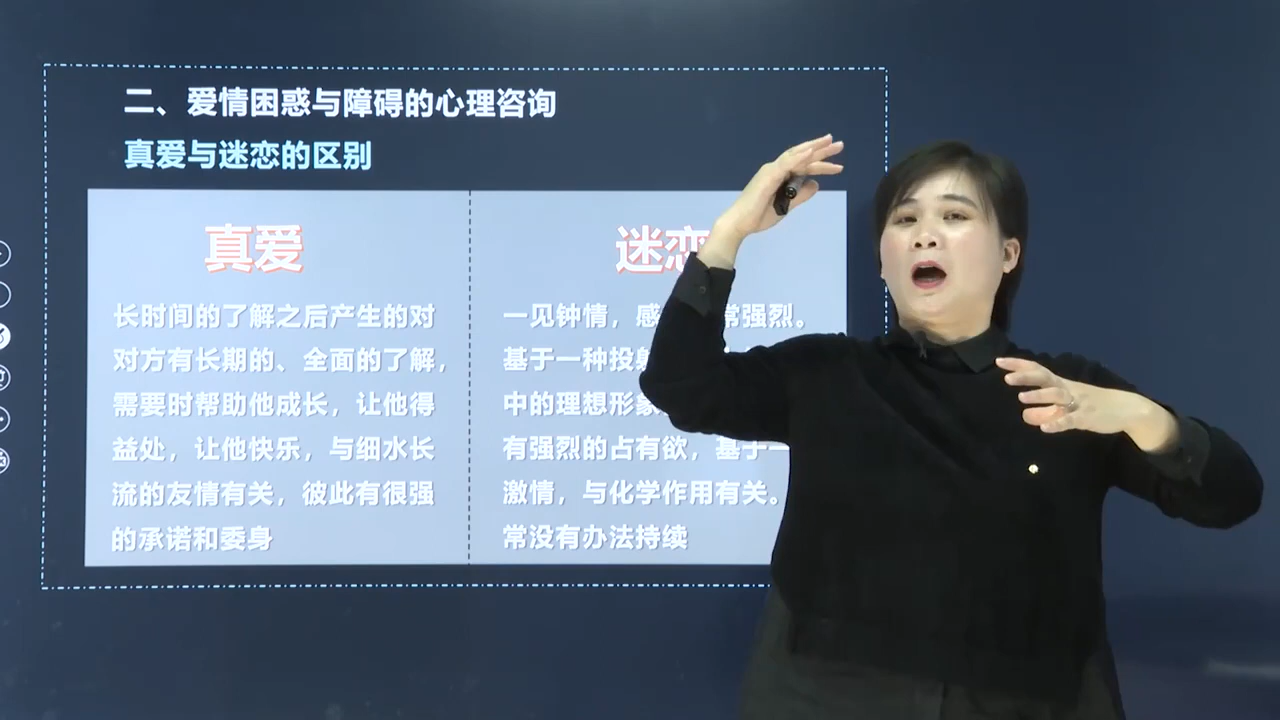 二、爱情困惑与障碍的心理咨询
真爱与迷恋的区别
真爱
长时间的了解之后产生的对
对方有长期的、全面的了解，
需要时帮助他成长，让他得
益处，让他快乐，与细水长
流的友情有关，彼此有很强
的承诺和委身
迷恋
一见钟情，感 常强烈。
基于一种投射
中的理想形象
有强烈的占有欲，基于一
激情，与化学作用有关。
常没有办法持续